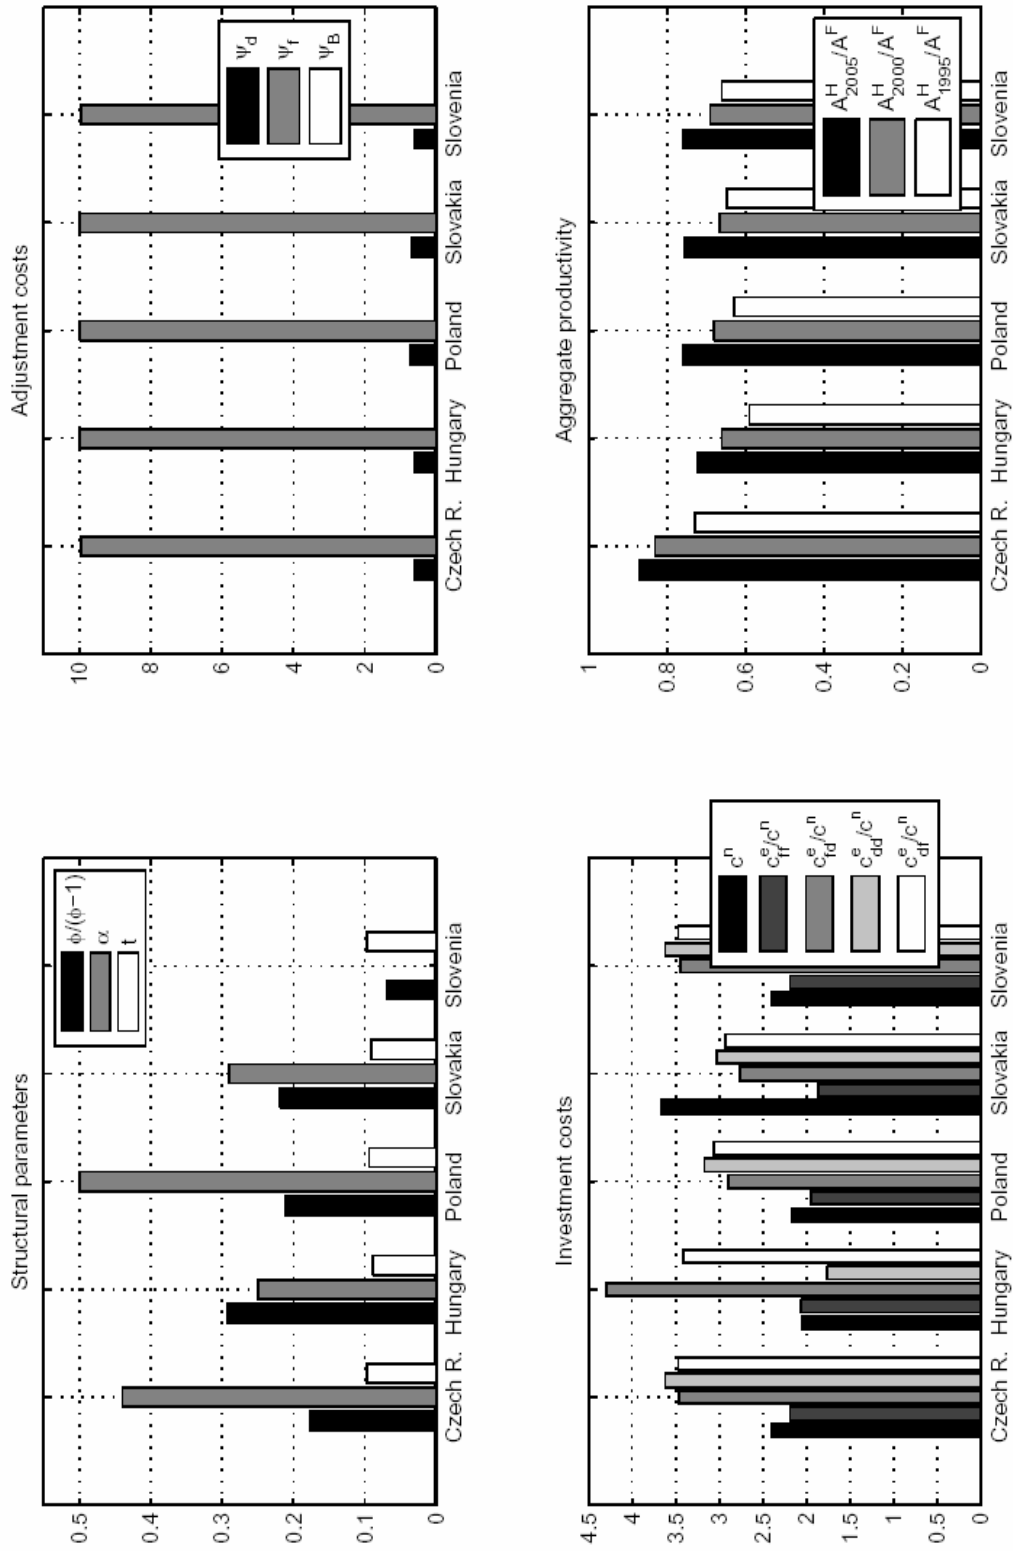 Structural parameters
0.5
0.4
0.3
0.2
0.1
0
Czech R. Hungary Poland Slovakia Slovenia
ϕ/(ϕ−1)
α
t
Adjustment costs
10
8
6
4
2
0
Czech R. Hungary Poland Slovakia Slovenia
Ψ_d
Ψ_f
Ψ_B
Investment costs
4.5
4
3.5
3
2.5
2
1.5
1
0.5
0
Czech R. Hungary Poland Slovakia Slovenia
c^n
c^e_ff/c^n
c^e_fd/c^n
c^e_dd/c^n
c^e_df/c^n
Aggregate productivity
1
0.8
0.6
0.4
0.2
0
Czech R. Hungary Poland Slovakia Slovenia
A^H_2005/A^F
A^H_2000/A^F
A^H_1995/A^F